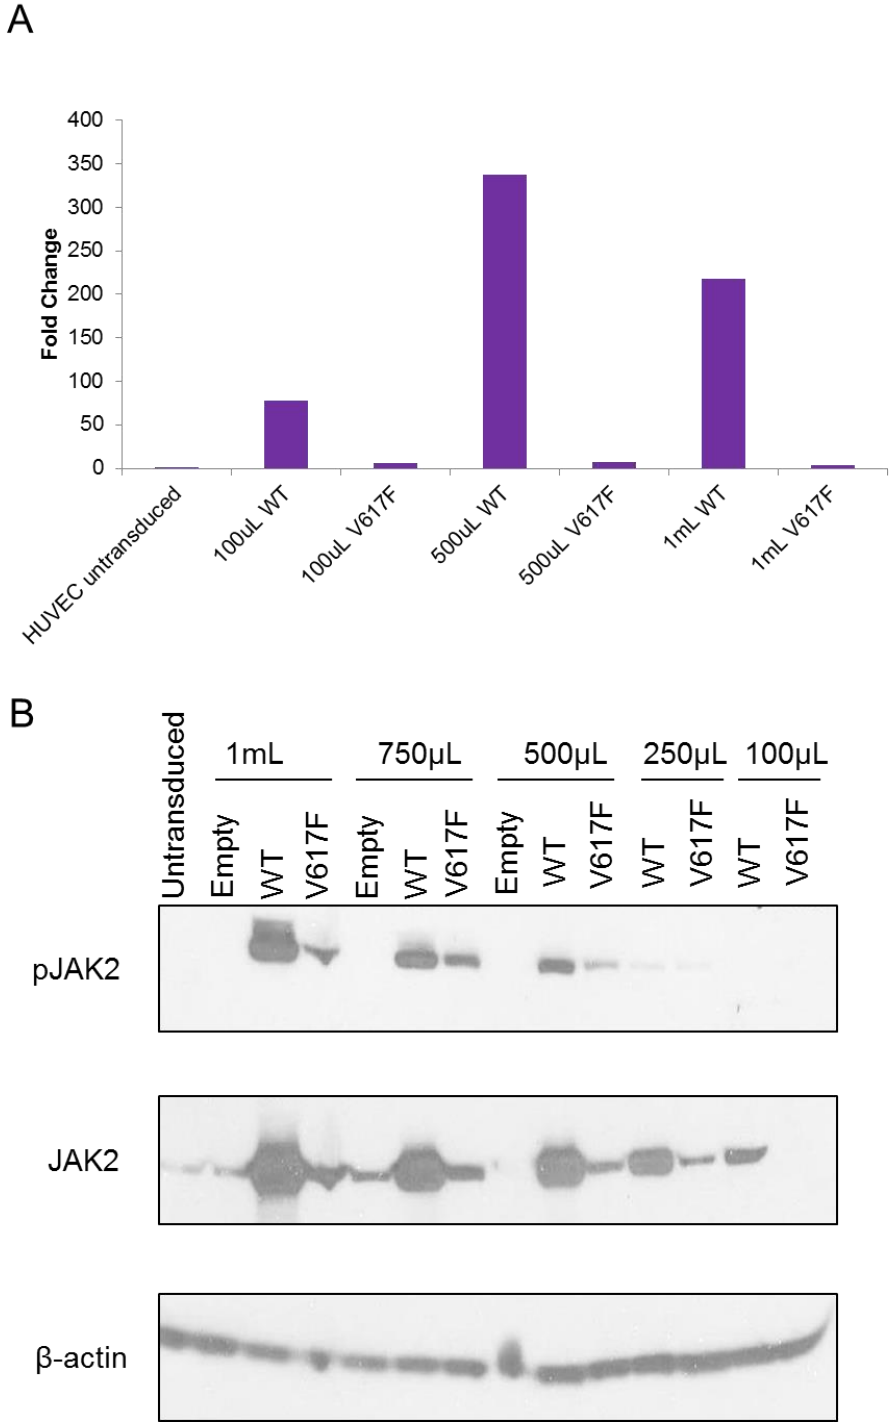 A
400
350
300
250
200
150
100
50
0
Fold Change
HUVEC untransduced
100uL WT
100uL V617F
500uL WT
500uL V617F
1mL WT
1mL V617F
B
1mL 750µL 500µL 250µL 100µL
Untransduced
Empty
WT
V617F
Empty
WT
V617F
Empty
WT
V617F
WT
V617F
WT
V617F
pJAK2
JAK2
β-actin